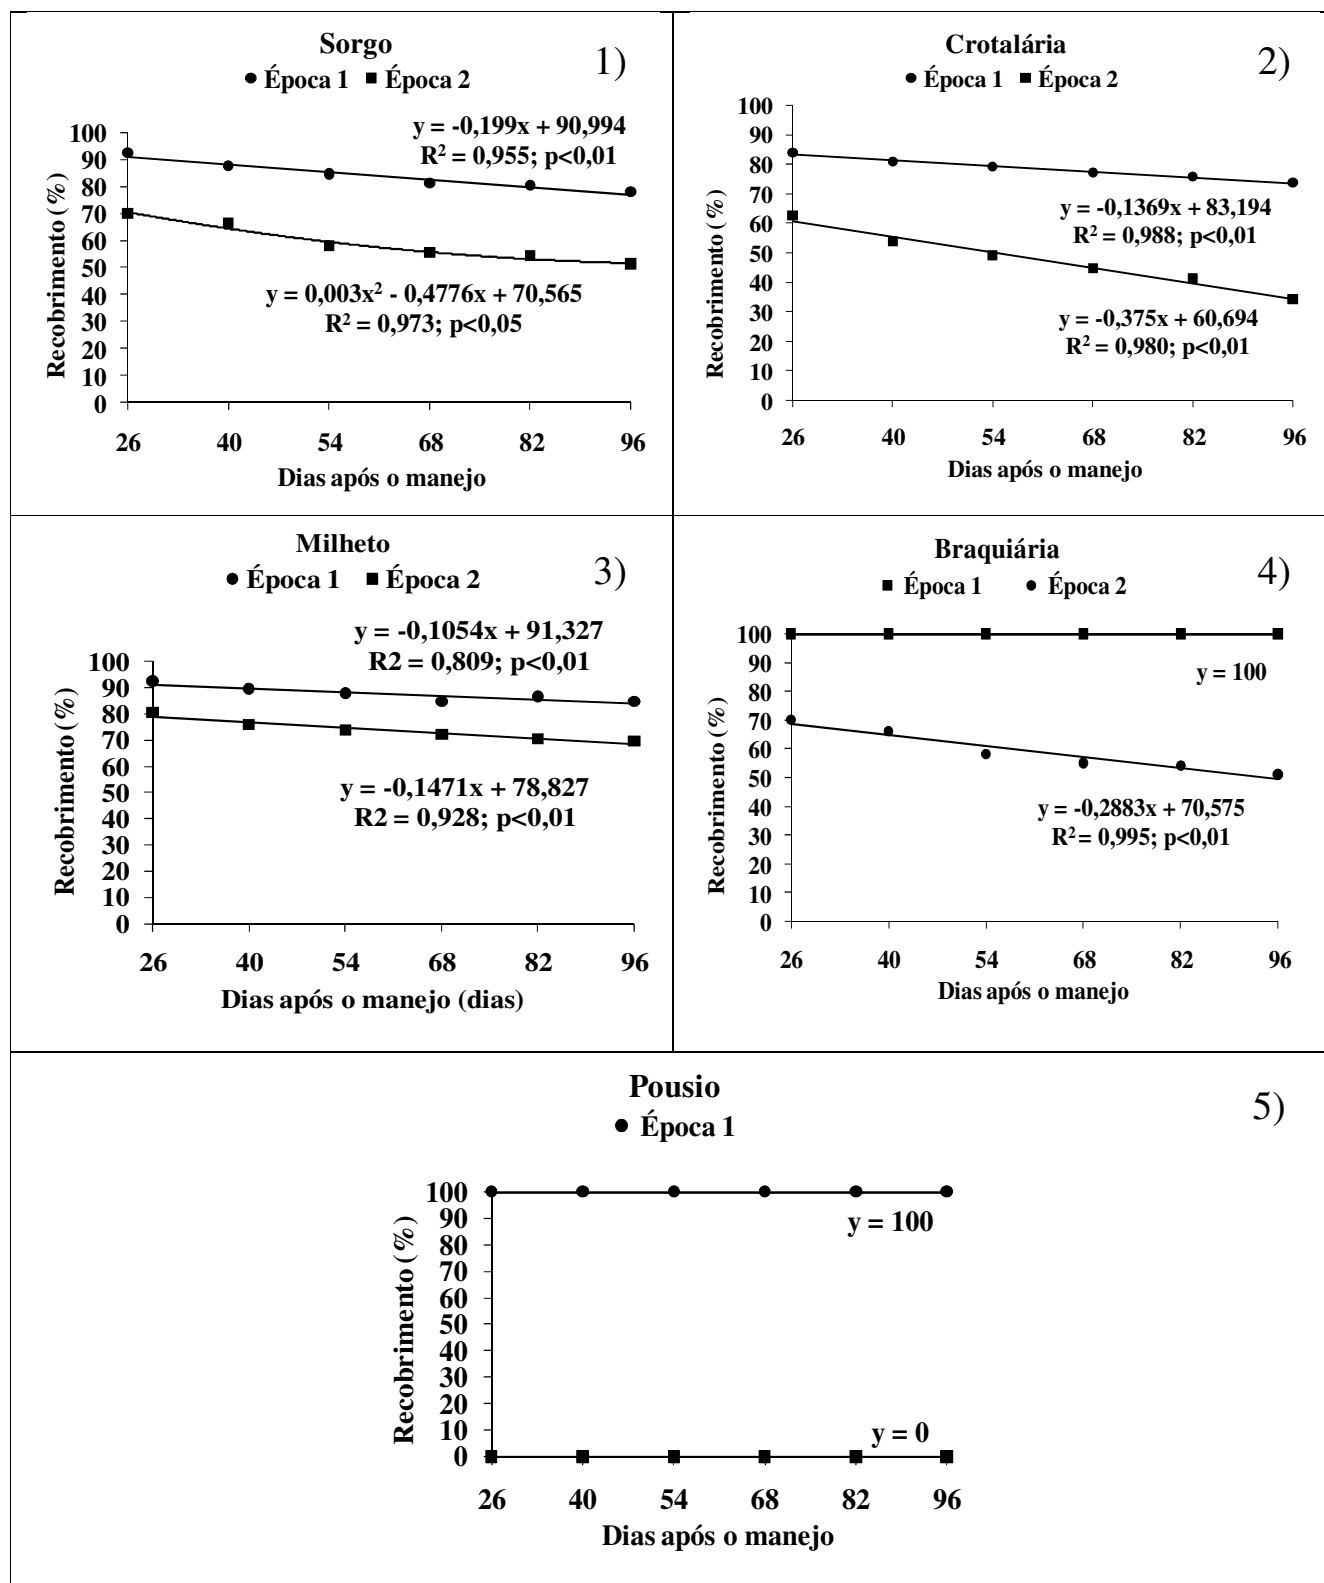 Sorgo
1)
Época 1 Época 2
y = -0,199x + 90,994
R² = 0,955; p<0,01
y = 0,003x² - 0,4776x + 70,565
R² = 0,973; p<0,05
Recobrimento (%)
100
90
80
70
60
50
40
30
20
10
0
26 40 54 68 82 96
Dias após o manejo
Crotalária
2)
Época 1 Época 2
y = -0,1369x + 83,194
R² = 0,988; p<0,01
y = -0,375x + 60,694
R² = 0,980; p<0,01
Recobrimento (%)
100
90
80
70
60
50
40
30
20
10
0
26 40 54 68 82 96
Dias após o manejo
Milheto
3)
Época 1 Época 2
y = -0,1054x + 91,327
R2 = 0,809; p<0,01
y = -0,1471x + 78,827
R2 = 0,928; p<0,01
Recobrimento (%)
100
90
80
70
60
50
40
30
20
10
0
26 40 54 68 82 96
Dias após o manejo (dias)
Braquiária
4)
Época 1 Época 2
y = 100
y = -0,2883x + 70,575
R² = 0,995; p<0,01
Recobrimento (%)
100
90
80
70
60
50
40
30
20
10
0
26 40 54 68 82 96
Dias após o manejo
Pousio
5)
Época 1
y = 100
y = 0
Recobrimento (%)
100
90
80
70
60
50
40
30
20
10
0
26 40 54 68 82 96
Dias após o manejo